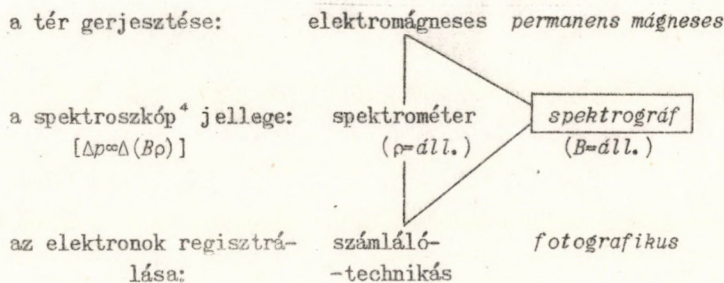 a tér gerjesztése: elektromágneses permanens mágneses
a spektroszkóp⁴ jellege: spektrométer spektrográf
[Δp∞Δ(Bρ)] (ρ=áll.) (B=áll.)
az elektronok regisztrá- számláló- fotografikus
lása: -technikás